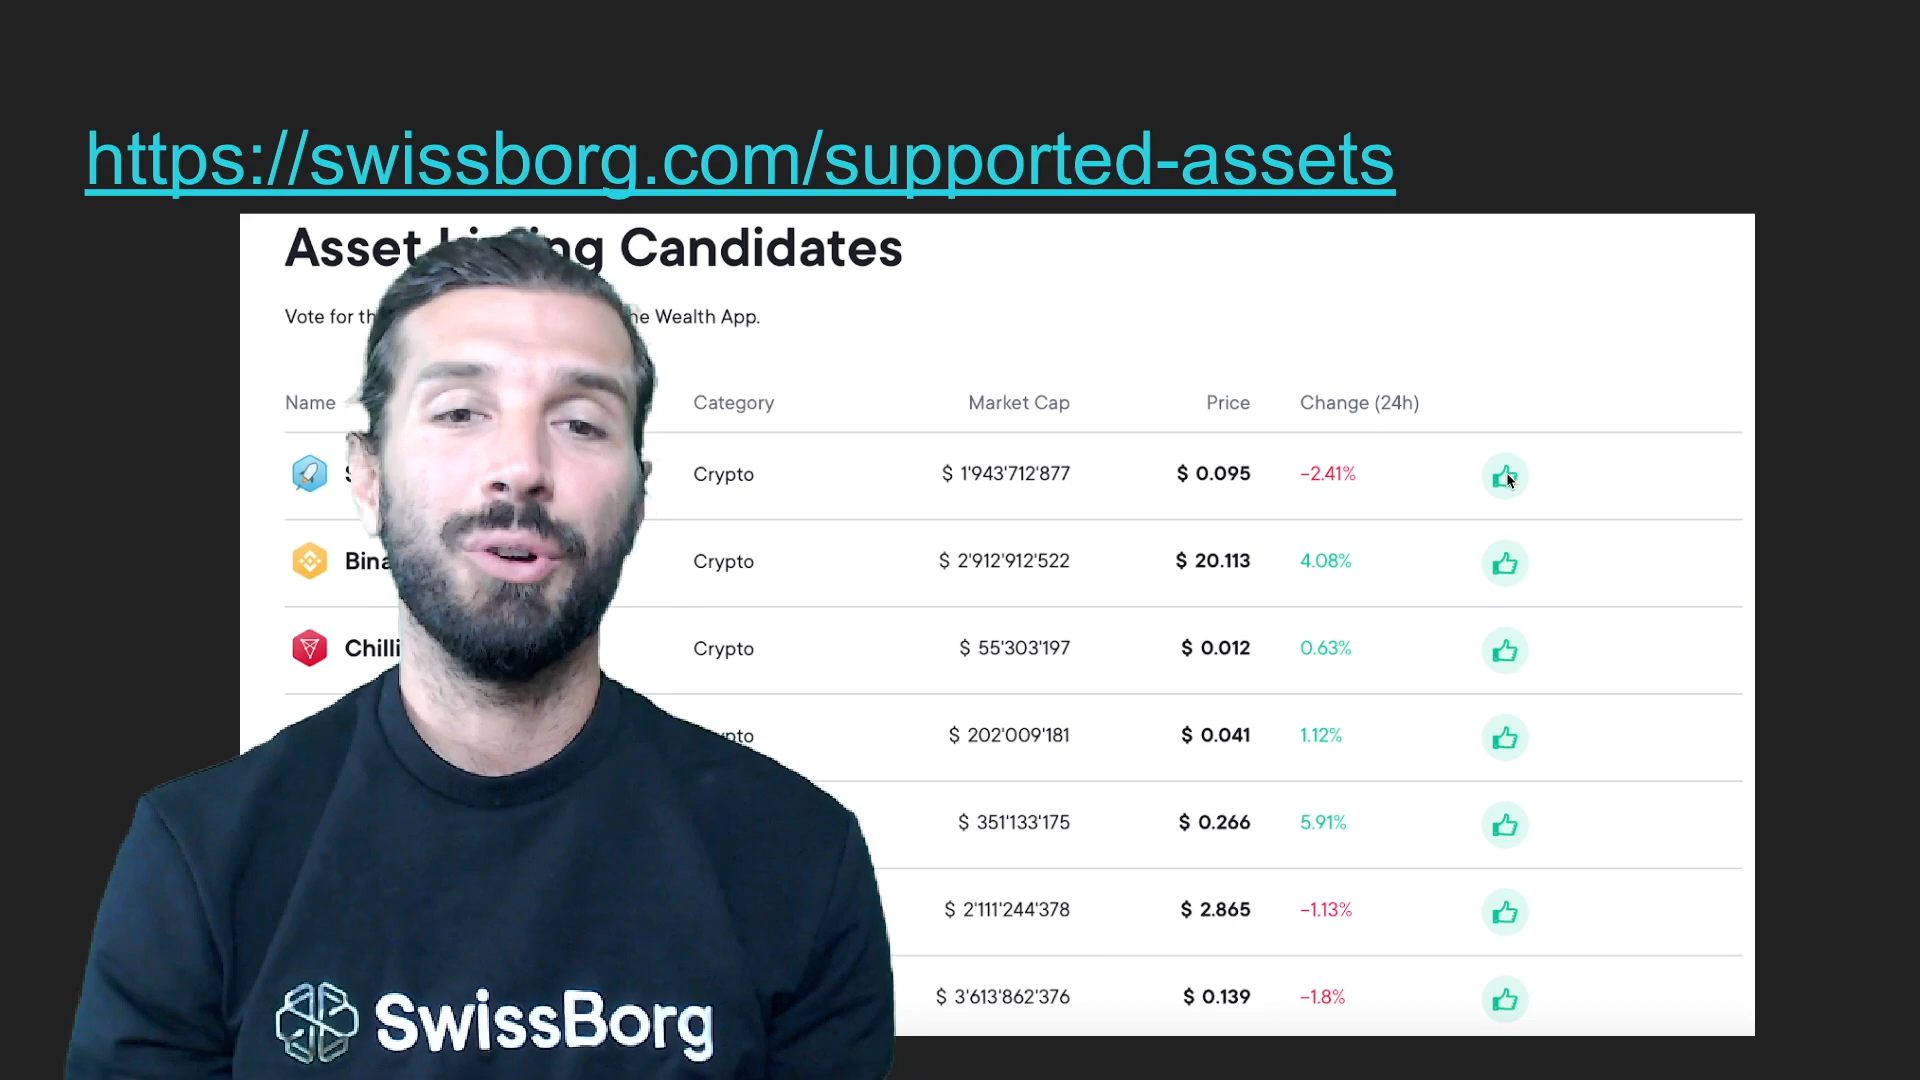 https://swissborg.com/supported-assets
Asset Candidates
Vote for Wealth App.
Name Category Market Cap Price Change (24h)
Crypto $ 1'943'712'877 $ 0.095 −2.41%
Crypto $ 2'912'912'522 $ 20.113 4.08%
Crypto $ 55'303'197 $ 0.012 0.63%
$ 202'009'181 $ 0.041 1.12%
$ 351'133'175 $ 0.266 5.91%
$ 2'111'244'378 $ 2.865 −1.13%
$ 3'613'862'376 $ 0.139 −1.8%
SwissBorg